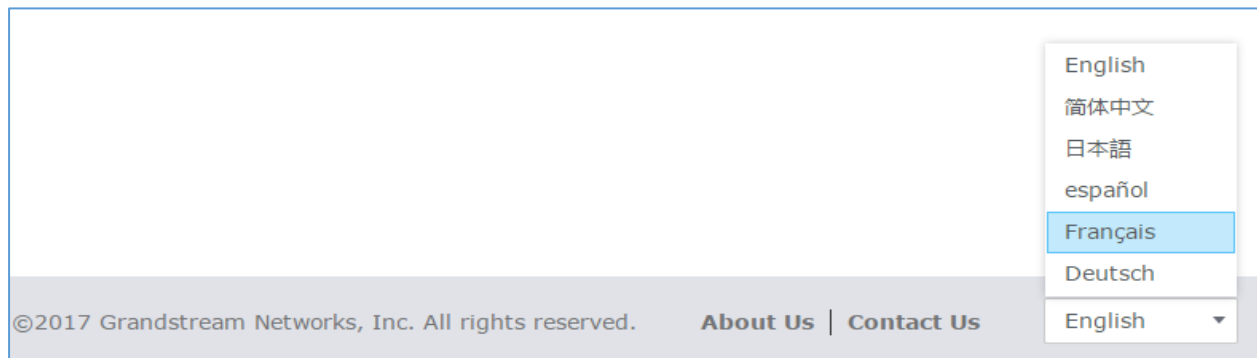 English
简体中文
日本語
español
Français
Deutsch
©2017 Grandstream Networks, Inc. All rights reserved. About Us | Contact Us English